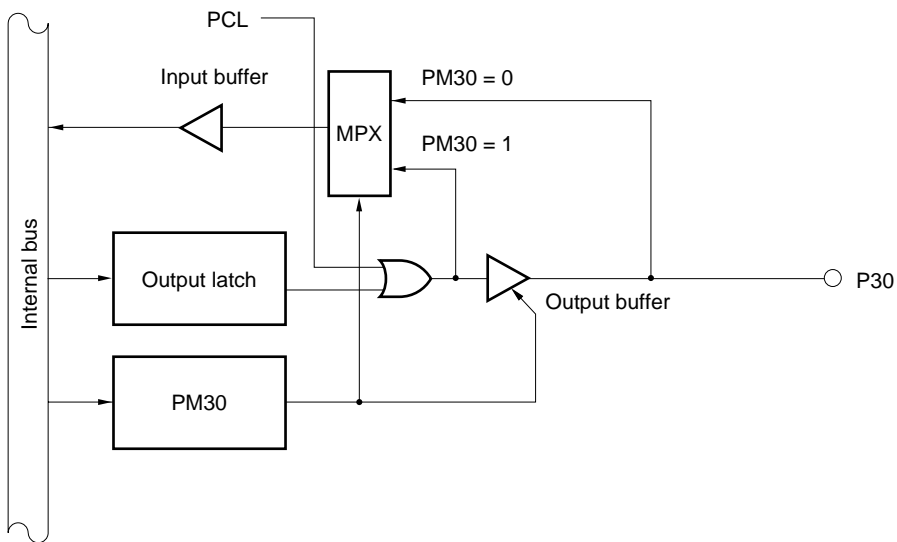 PCL
Input buffer
PM30 = 0
MPX
PM30 = 1
Internal bus
Output latch
Output buffer
P30
PM30